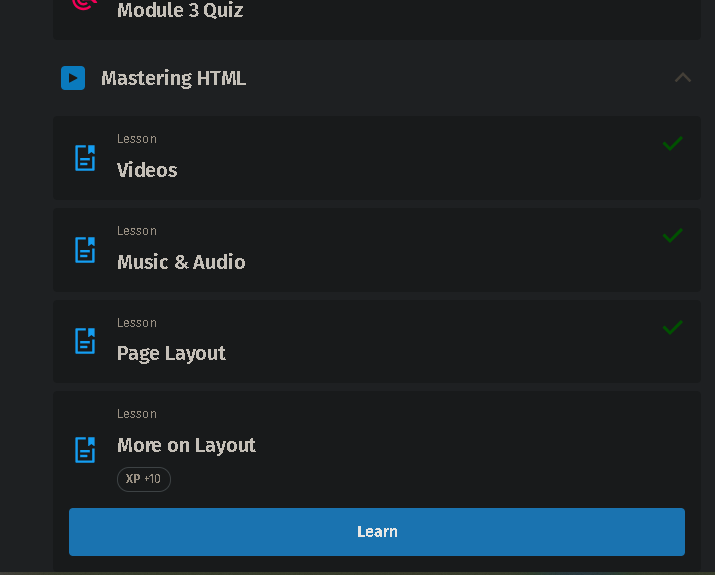 Module 3 Quiz
Mastering HTML
Lesson
Videos
Lesson
Music & Audio
Lesson
Page Layout
Lesson
More on Layout
XP +10
Learn